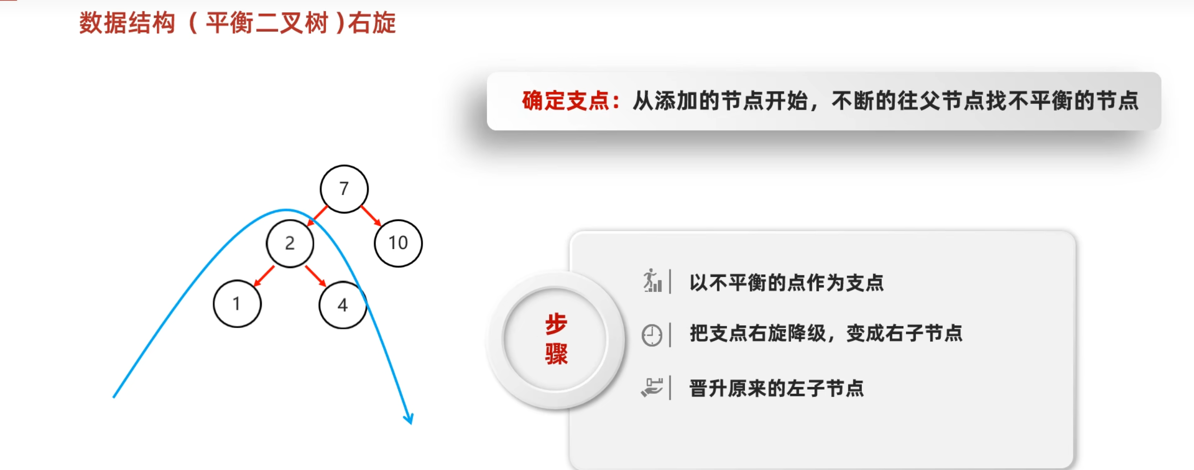 数据结构（平衡二叉树)右旋
确定支点：从添加的节点开始，不断的往父节点找不平衡的节点
7
2
10
1
4
步
骤
以不平衡的点作为支点
把支点右旋降级，变成右子节点
晋升原来的左子节点